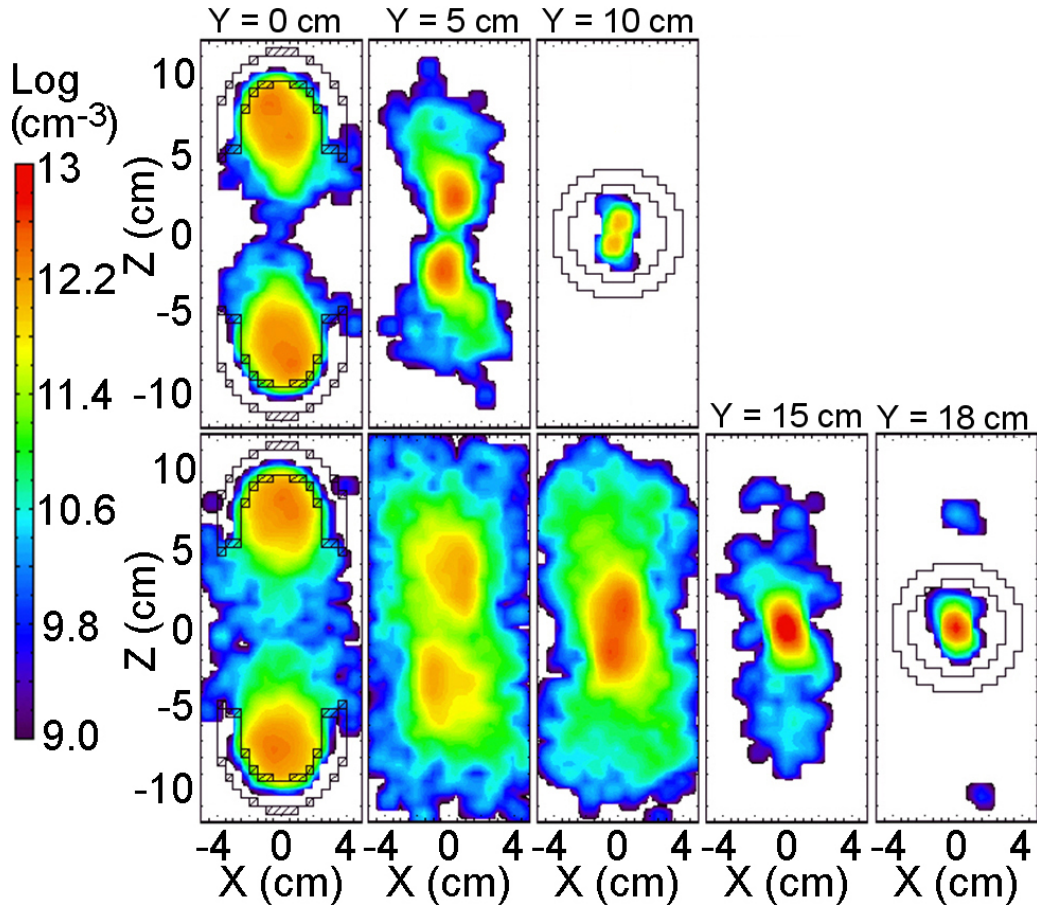 Y = 0 cm Y = 5 cm Y = 10 cm
Log
(cm-3)
13
12.2
11.4
10.6
9.8
9.0
Z (cm)
10
5
0
-5
-10
Y = 15 cm Y = 18 cm
Z (cm)
10
5
0
-5
-10
-4 0 4 -4 0 4 -4 0 4 -4 0 4 -4 0 4
X (cm) X (cm) X (cm) X (cm) X (cm)